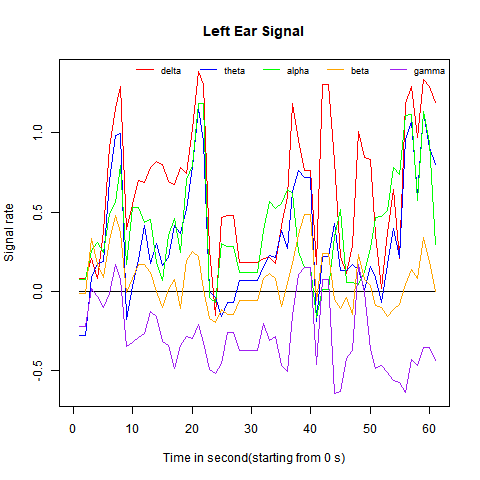 Left Ear Signal
delta theta alpha beta gamma
Signal rate
1.0
0.5
0.0
-0.5
0 10 20 30 40 50 60
Time in second(starting from 0 s)